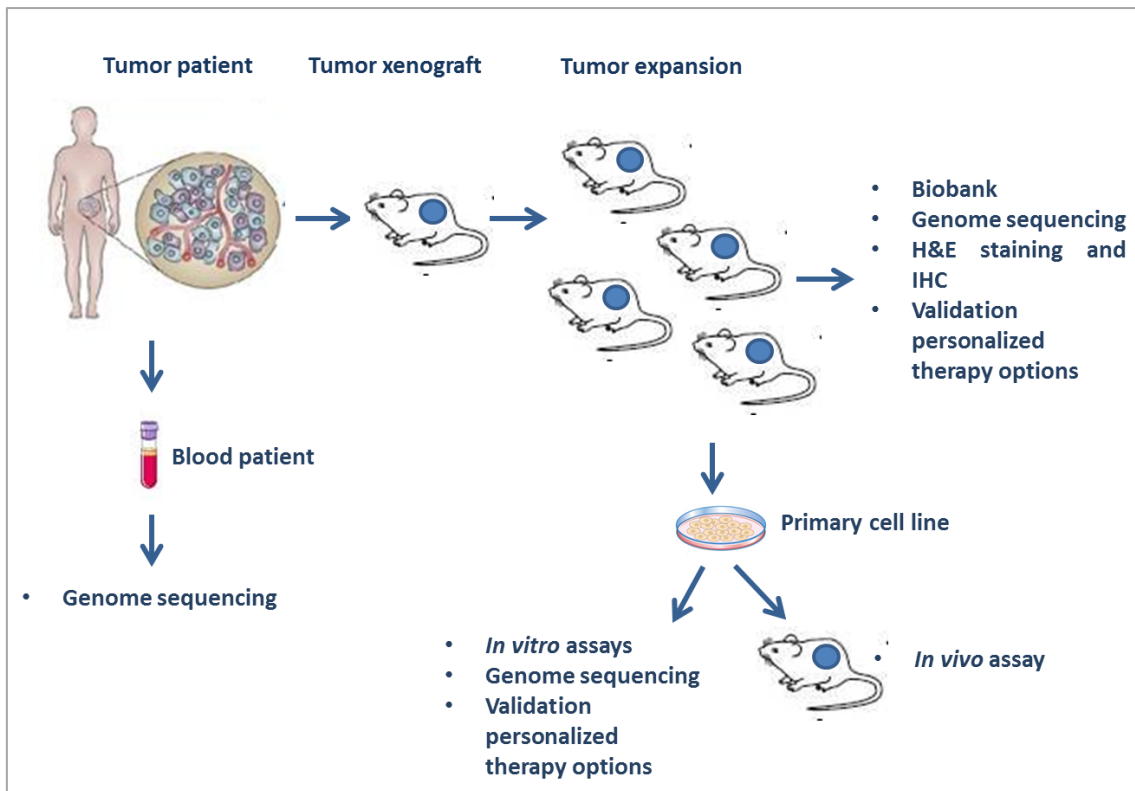 Tumor patient
Tumor xenograft
Tumor expansion
• Biobank
• Genome sequencing
• H&E staining and
IHC
• Validation
personalized
therapy options
Blood patient
Primary cell line
• Genome sequencing
• In vitro assays
• Genome sequencing
• Validation
personalized
therapy options
• In vivo assay